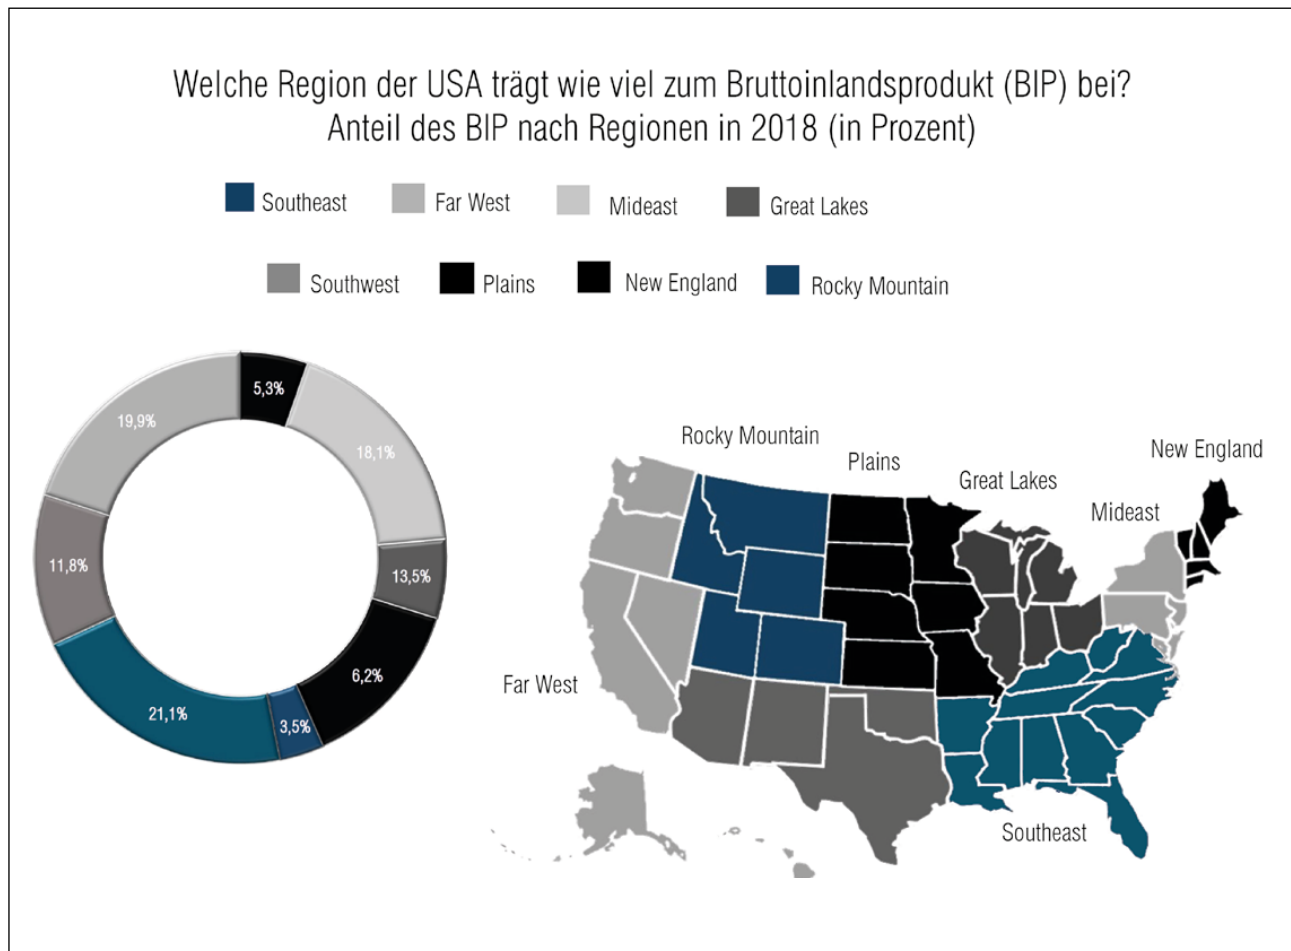 Welche Region der USA trägt wie viel zum Bruttoinlandsprodukt (BIP) bei?
Anteil des BIP nach Regionen in 2018 (in Prozent)
Southeast
Far West
Mideast
Great Lakes
Southwest
Plains
New England
Rocky Mountain
5,3%
18,1%
13,5%
6,2%
3,5%
21,1%
11,8%
19,9%
Rocky Mountain
Plains
Great Lakes
New England
Mideast
Far West
Southeast